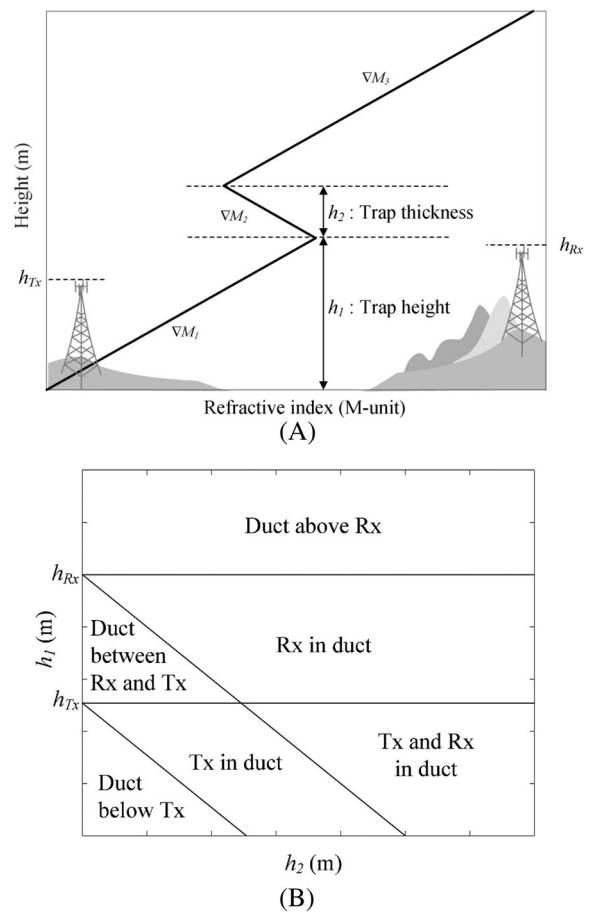 Height (m)
∇M₃
∇M₂
h₂ : Trap thickness
h_Rx
h_Tx
h₁ : Trap height
∇M₁
Refractive index (M-unit)
(A)
Duct above Rx
h_Rx
h₁ (m)
Duct
between
Rx and Tx
Rx in duct
h_Tx
Tx in duct
Tx and Rx
in duct
Duct
below Tx
h₂ (m)
(B)